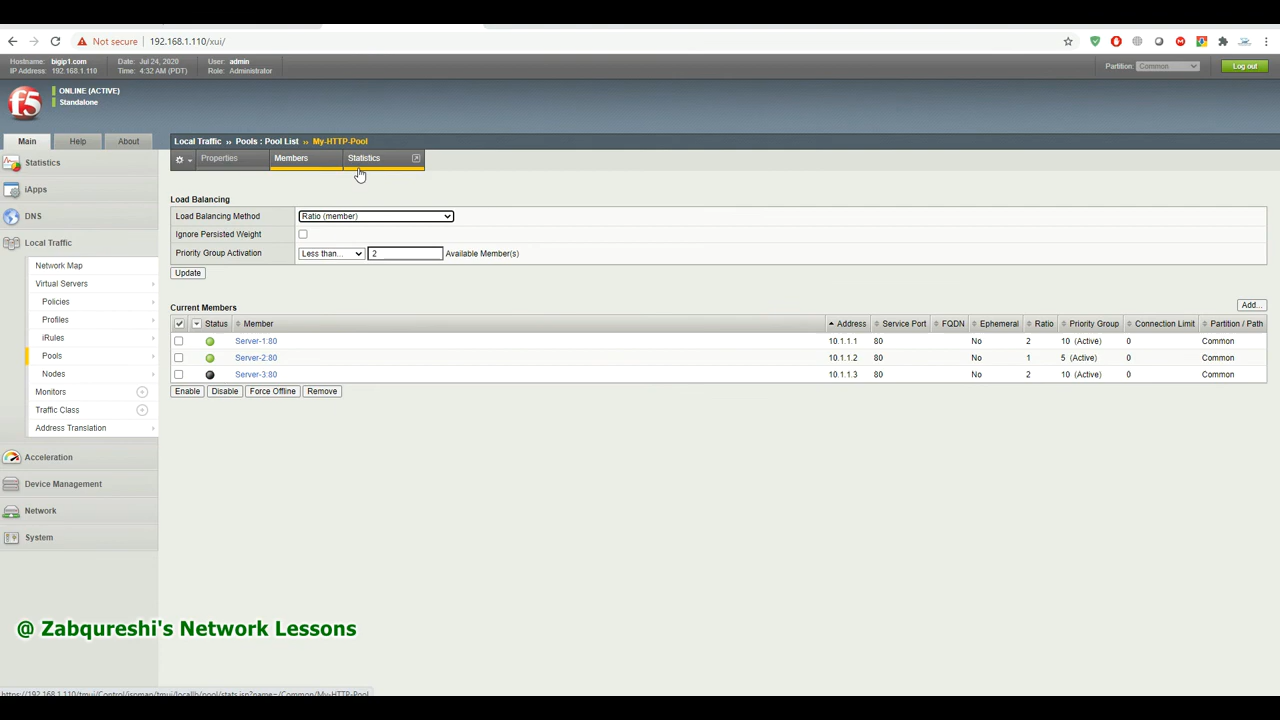 Not secure 192.168.1.110/xui/
Hostname: bigip1.com Date: Jul 24, 2020 User: admin
IP Address: 192.168.1.110 Time: 4:32 AM (PDT) Role: Administrator
Partition: Common Log out
f5
ONLINE (ACTIVE)
Standalone
Main Help About
Local Traffic ›› Pools : Pool List ›› My-HTTP-Pool
Properties Members Statistics
Statistics
iApps
DNS
Local Traffic
Network Map
Virtual Servers
Policies
Profiles
iRules
Pools
Nodes
Monitors
Traffic Class
Address Translation
Acceleration
Device Management
Network
System
Load Balancing
Load Balancing Method Ratio (member)
Ignore Persisted Weight
Priority Group Activation Less than... 2 Available Member(s)
Update
Current Members Add...
Status Member Address Service Port FQDN Ephemeral Ratio Priority Group Connection Limit Partition / Path
Server-1:80 10.1.1.1 80 No 2 10 (Active) 0 Common
Server-2:80 10.1.1.2 80 No 1 5 (Active) 0 Common
Server-3:80 10.1.1.3 80 No 2 10 (Active) 0 Common
Enable Disable Force Offline Remove
@ Zabqureshi's Network Lessons